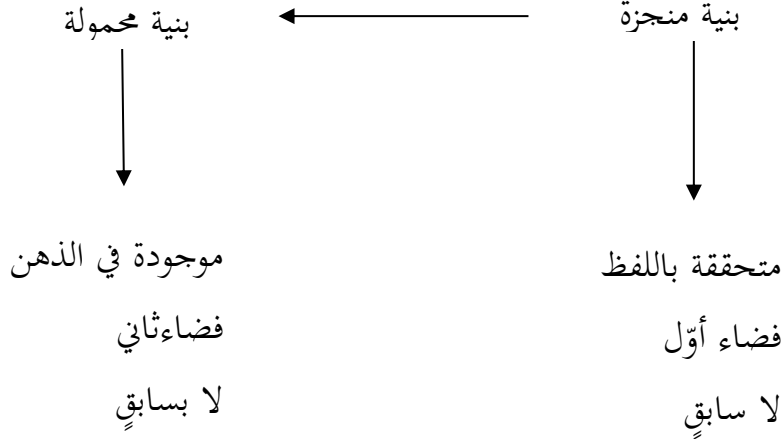 بنية منجزة
بنية محمولة
متحققة باللفظ
فضاء أوّل
لا سابقٍ
موجودة في الذهن
فضاءثاني
لا بسابقٍ